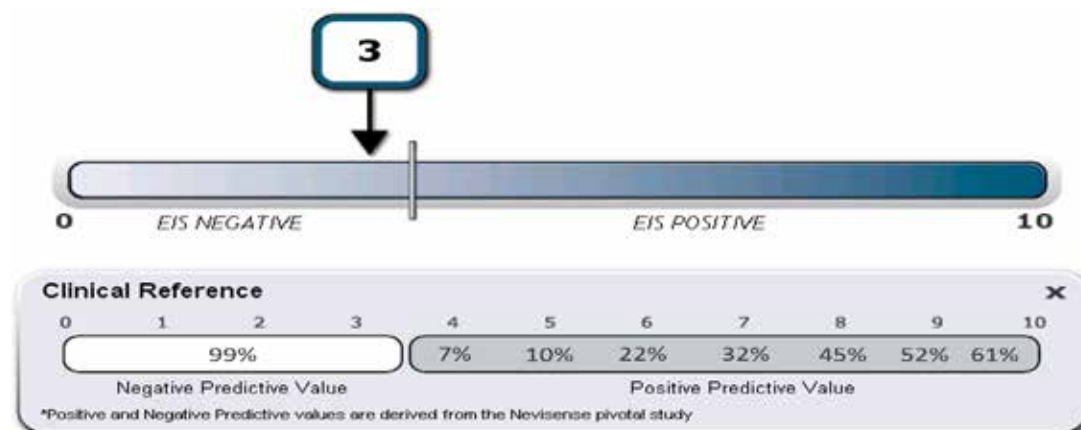 3
0 EIS NEGATIVE EIS POSITIVE 10
Clinical Reference ×
0 1 2 3 4 5 6 7 8 9 10
99% 7% 10% 22% 32% 45% 52% 61%
Negative Predictive Value Positive Predictive Value
*Positive and Negative Predictive values are derived from the Nevisense pivotal study